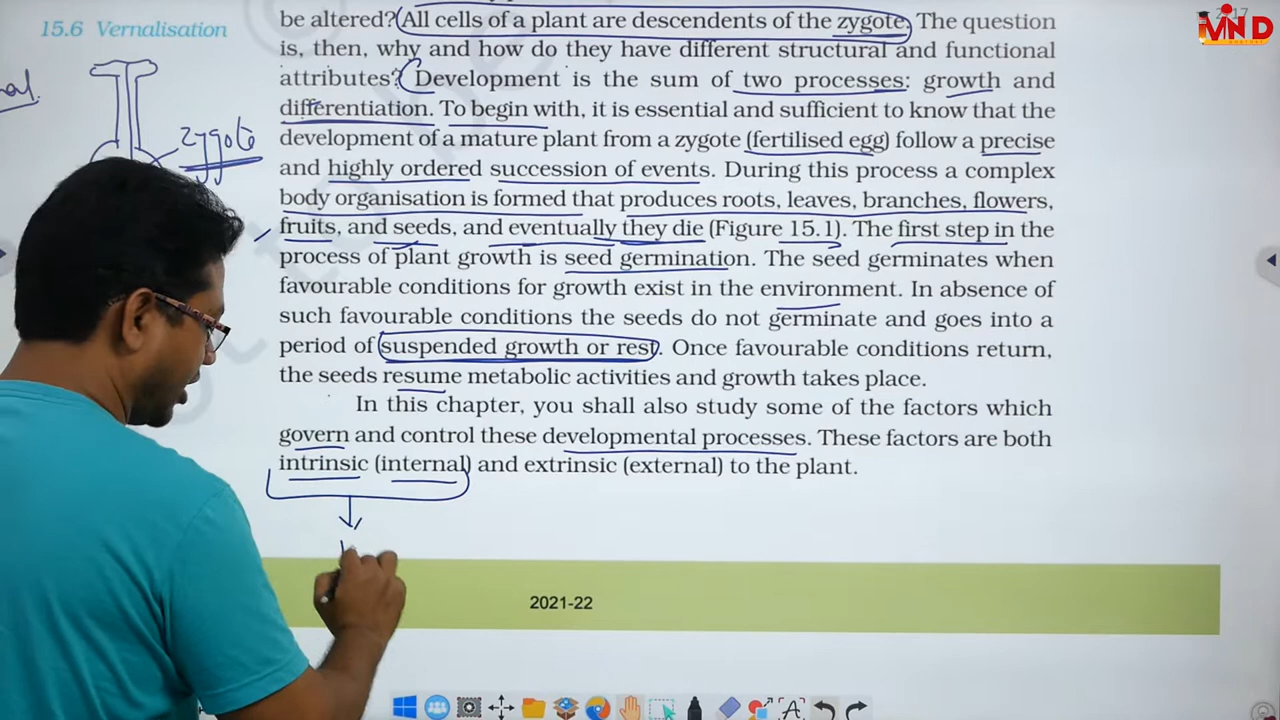 15.6 Vernalisation
be altered? All cells of a plant are descendents of the zygote. The question
is, then, why and how do they have different structural and functional
attributes? Development is the sum of two processes: growth and
differentiation. To begin with, it is essential and sufficient to know that the
development of a mature plant from a zygote (fertilised egg) follow a precise
and highly ordered succession of events. During this process a complex
body organisation is formed that produces roots, leaves, branches, flowers,
fruits, and seeds, and eventually they die (Figure 15.1). The first step in the
process of plant growth is seed germination. The seed germinates when
favourable conditions for growth exist in the environment. In absence of
such favourable conditions the seeds do not germinate and goes into a
period of suspended growth or rest. Once favourable conditions return,
the seeds resume metabolic activities and growth takes place.
In this chapter, you shall also study some of the factors which
govern and control these developmental processes. These factors are both
intrinsic (internal) and extrinsic (external) to the plant.
zygote
2021-22